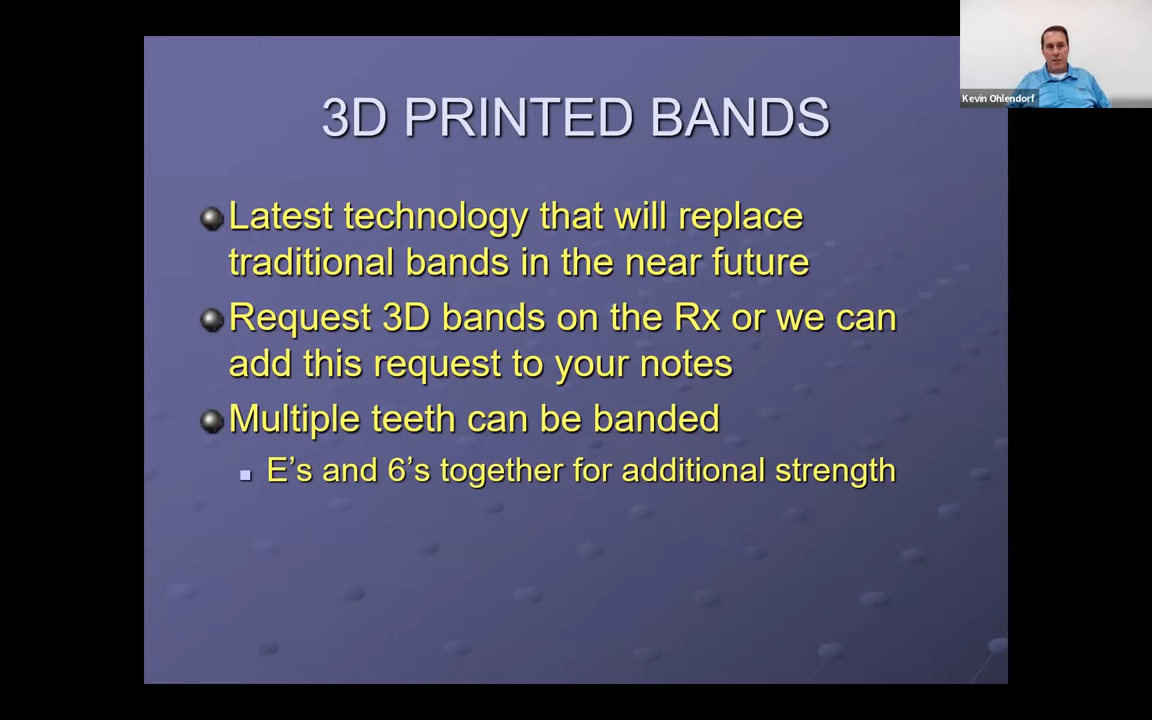 Kevin Ohlendorf
3D PRINTED BANDS
Latest technology that will replace
traditional bands in the near future
Request 3D bands on the Rx or we can
add this request to your notes
Multiple teeth can be banded
E’s and 6’s together for additional strength